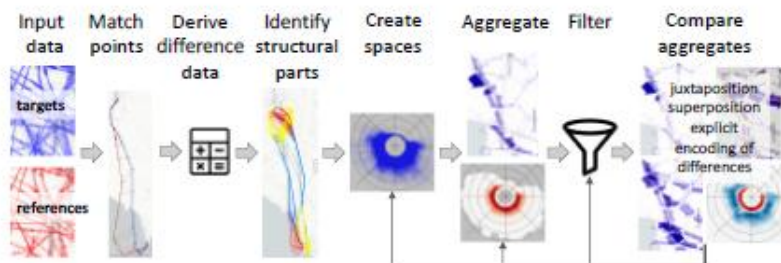 Input data
Match points
Derive difference data
Identify structural parts
Create spaces
Aggregate
Filter
Compare aggregates
targets
references
juxtaposition
superposition
explicit
encoding of
differences